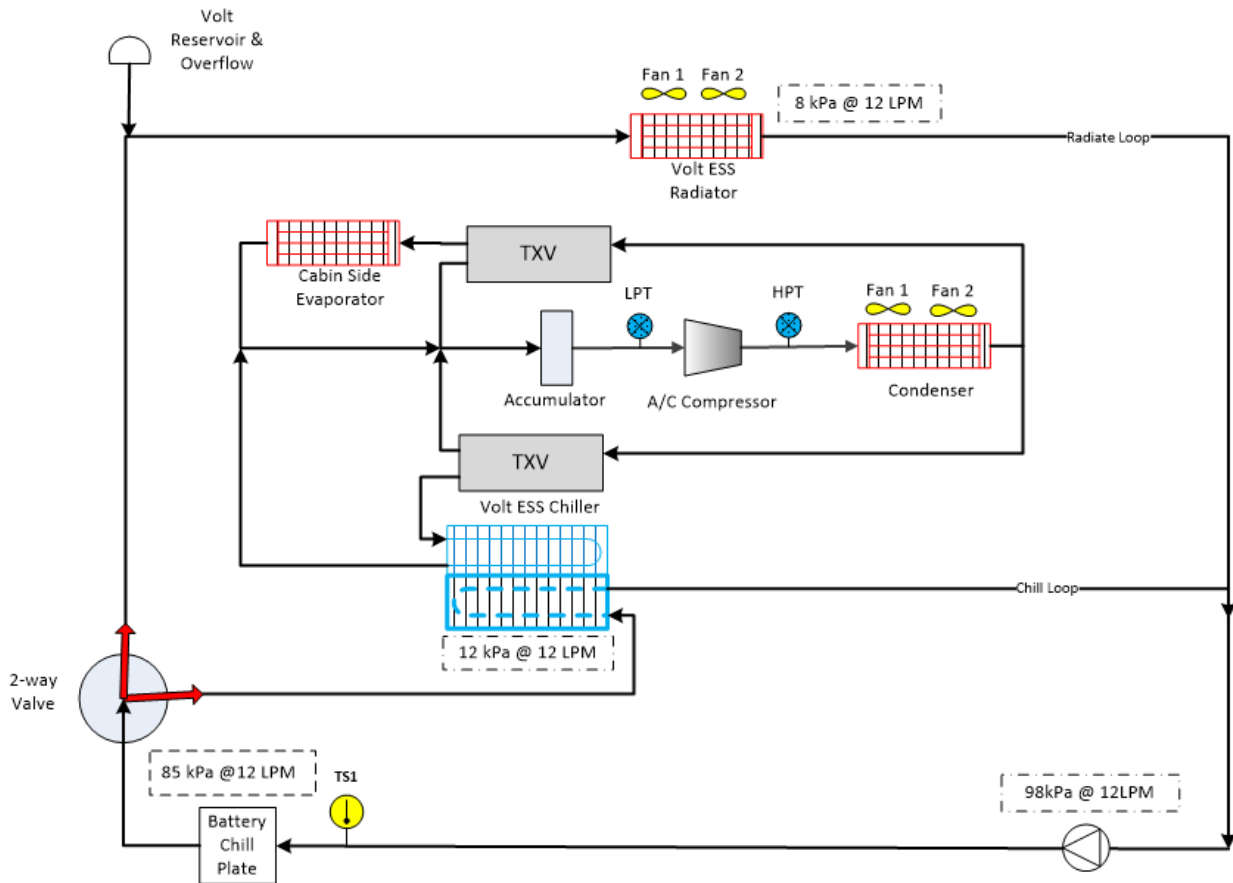 Volt
Reservoir &
Overflow
Fan 1
Fan 2
8 kPa @ 12 LPM
Radiate Loop
Volt ESS
Radiator
TXV
Cabin Side
Evaporator
LPT
HPT
Fan 1
Fan 2
Accumulator
A/C Compressor
Condenser
TXV
Volt ESS Chiller
Chill Loop
12 kPa @ 12 LPM
2-way
Valve
85 kPa @12 LPM
TS1
98kPa @ 12LPM
Battery
Chill
Plate